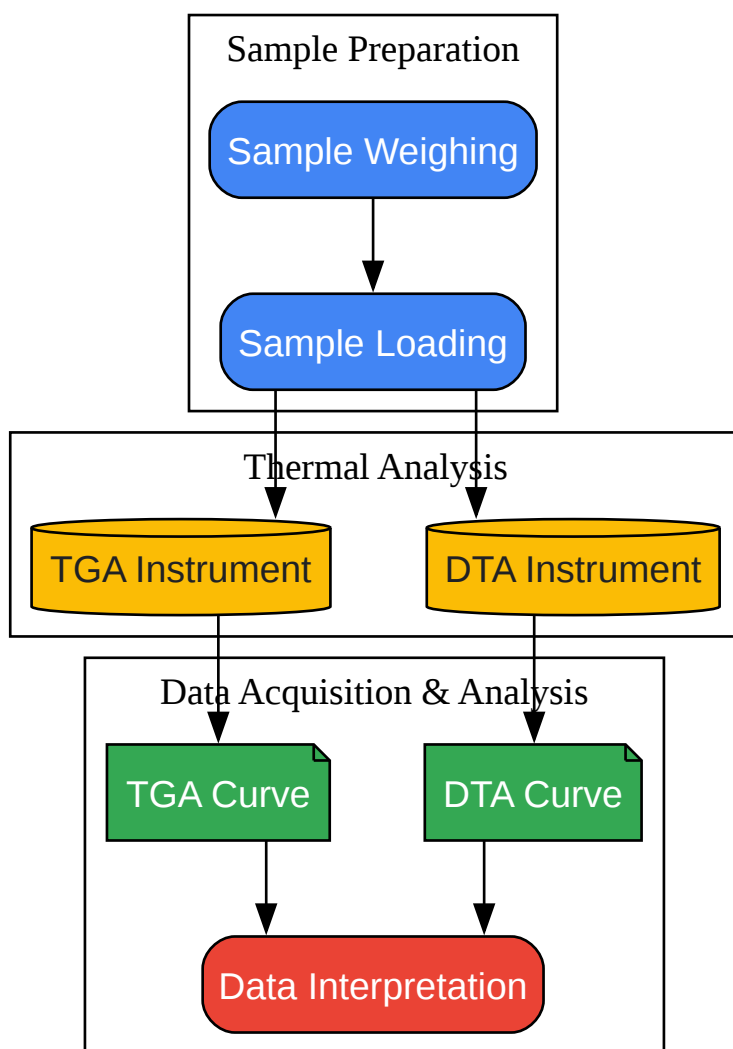 Sample Preparation
Sample Weighing
Sample Loading
Thermal Analysis
TGA Instrument
DTA Instrument
Data Acquisition & Analysis
TGA Curve
DTA Curve
Data Interpretation